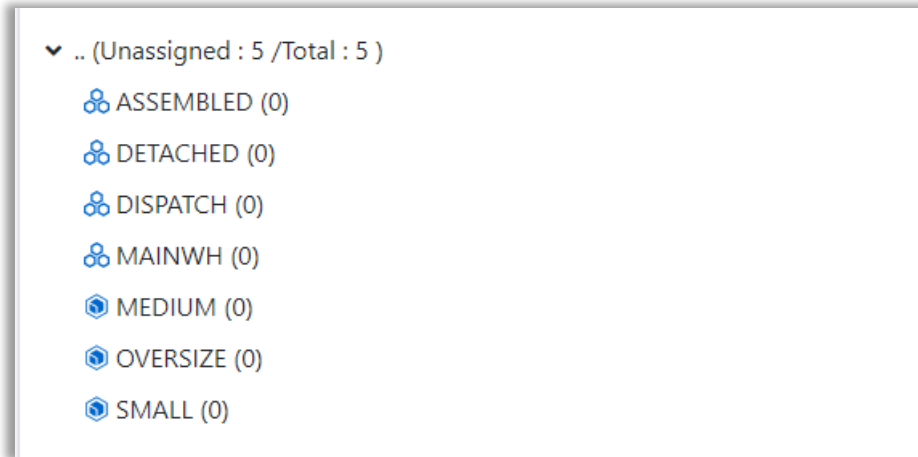 .. (Unassigned : 5 /Total : 5 )
ASSEMBLED (0)
DETACHED (0)
DISPATCH (0)
MAINWH (0)
MEDIUM (0)
OVERSIZE (0)
SMALL (0)